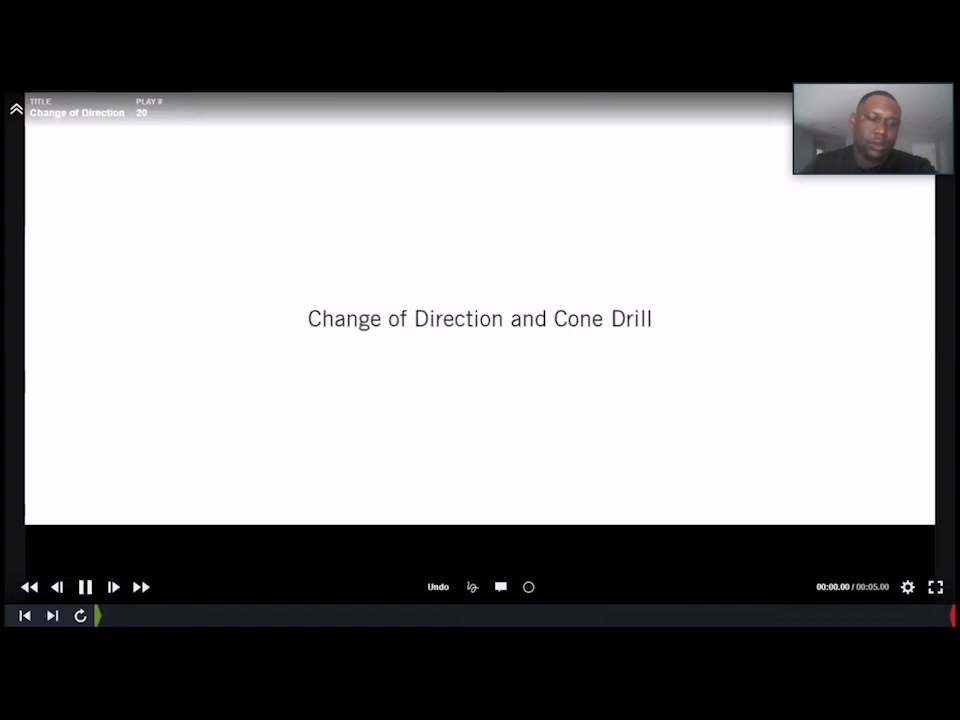 TITLE PLAY #
Change of Direction 20
Change of Direction and Cone Drill
Undo
00:00.00 / 00:05.00